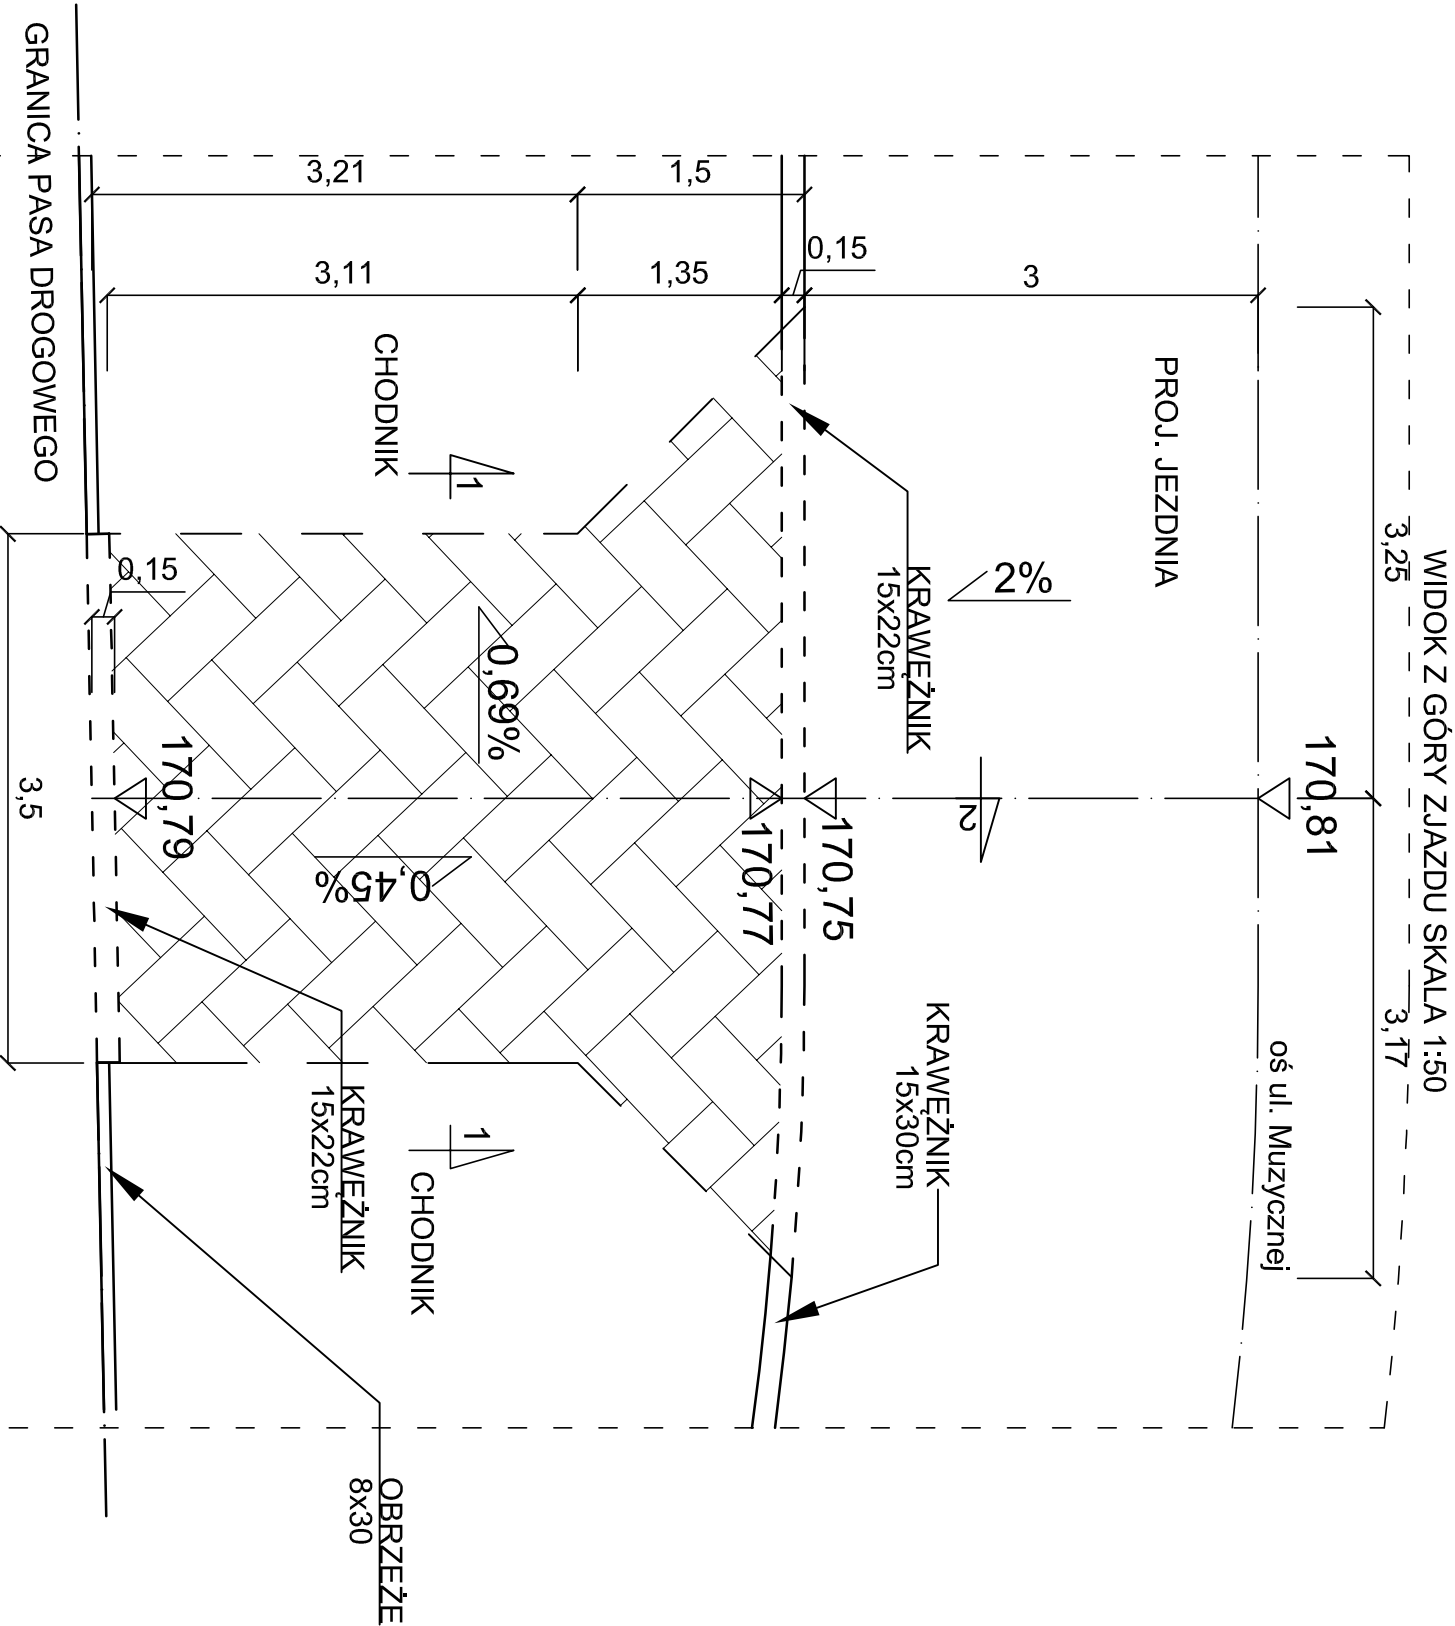 WIDOK Z GÓRY ZJAZDU SKALA 1:50
3,25
3,17
170,81
oś ul. Muzycznej
PROJ. JEZDNIA
3
2%
2
0,15
KRAWĘŻNIK
15x22cm
170,75
170,77
KRAWĘŻNIK
15x30cm
1,5
1,35
3,21
3,11
CHODNIK
1
0,69%
0,45%
1
CHODNIK
KRAWĘŻNIK
15x22cm
0,15
170,79
OBRZEŻE
8x30
GRANICA PASA DROGOWEGO
3,5